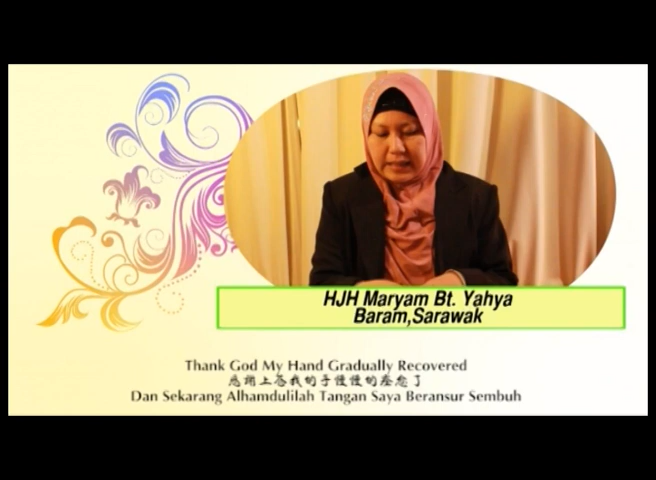 HJH Maryam Bt. Yahya
Baram,Sarawak
Thank God My Hand Gradually Recovered
感謝上苍我的手慢慢的痊愈了
Dan Sekarang Alhamdulilah Tangan Saya Beransur Sembuh